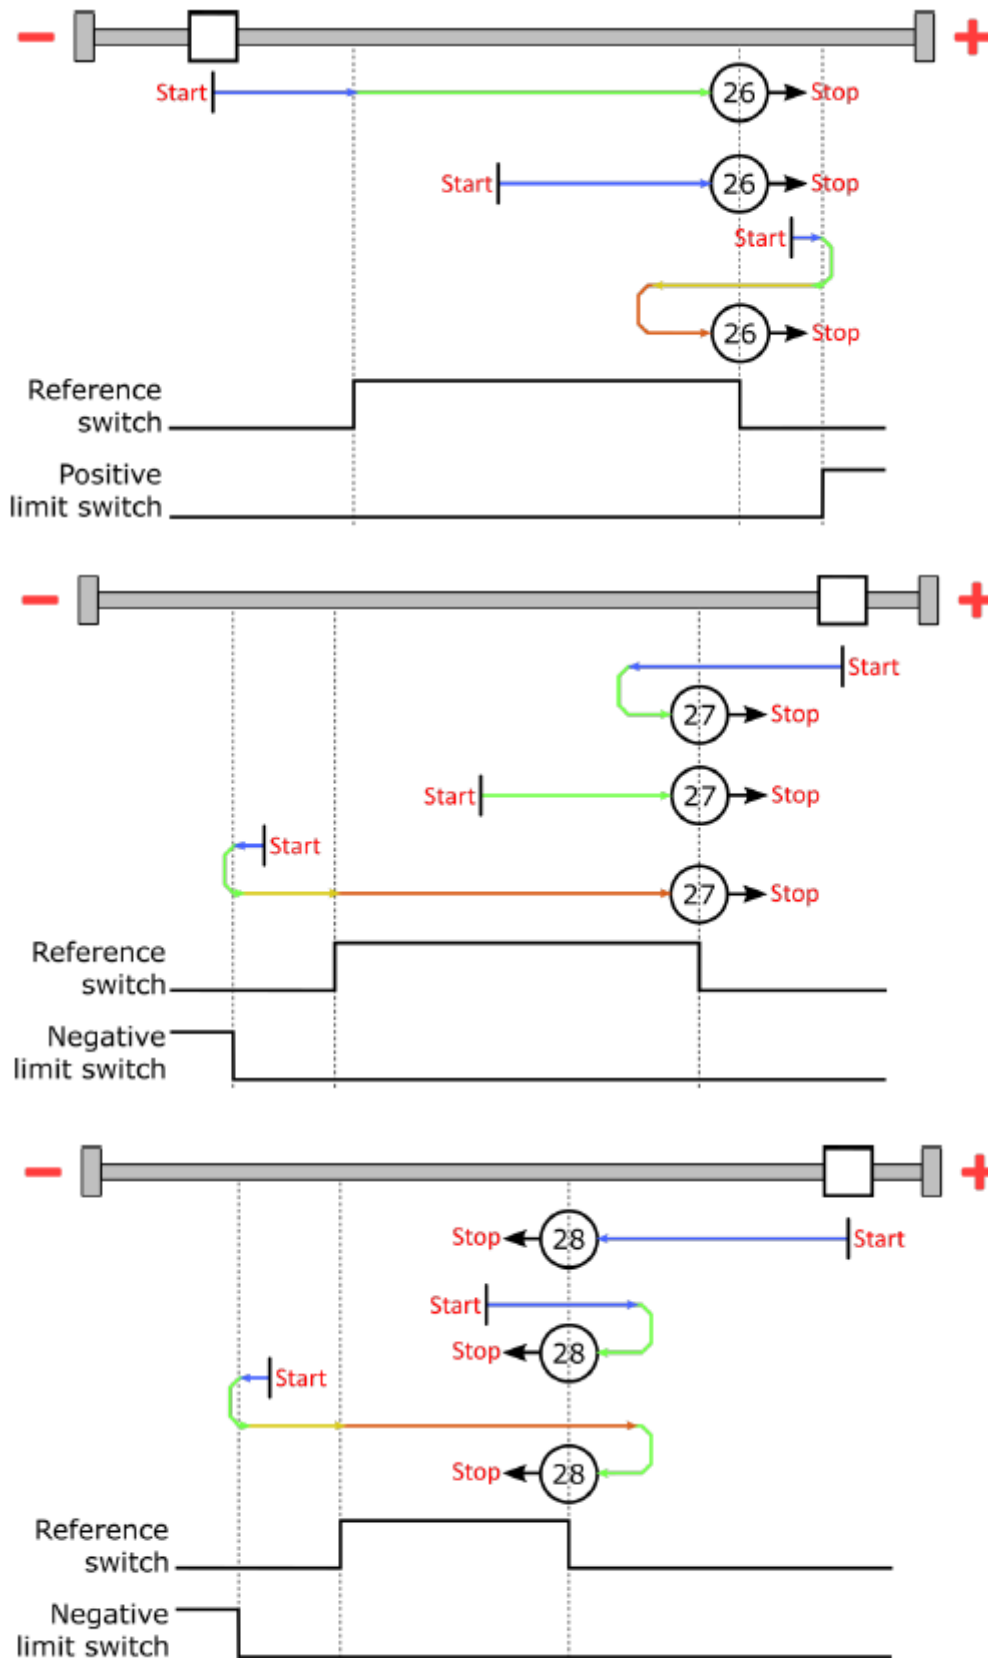 − +
Start 26 Stop
Start 26 Stop
Start
26 Stop
Reference
switch
Positive
limit switch
− +
Start
27 Stop
Start 27 Stop
Start
27 Stop
Reference
switch
Negative
limit switch
− +
Stop 28 Start
Start
Stop 28
Start
Stop 28
Reference
switch
Negative
limit switch